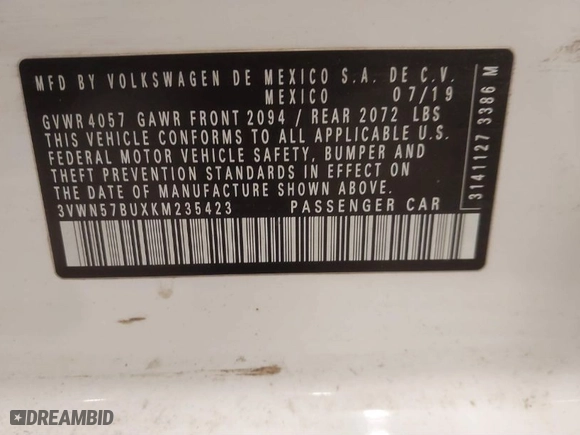 MFD BY VOLKSWAGEN DE MEXICO S.A. DE C.V.
MEXICO 07/19
GVWR 4057 GAWR FRONT 2094 / REAR 2072 LBS
THIS VEHICLE CONFORMS TO ALL APPLICABLE U.S.
FEDERAL MOTOR VEHICLE SAFETY, BUMPER AND
THEFT PREVENTION STANDARDS IN EFFECT ON
THE DATE OF MANUFACTURE SHOWN ABOVE.
3VWN57BUXKM235423 PASSENGER CAR
3141127 3386 M
DREAMBID